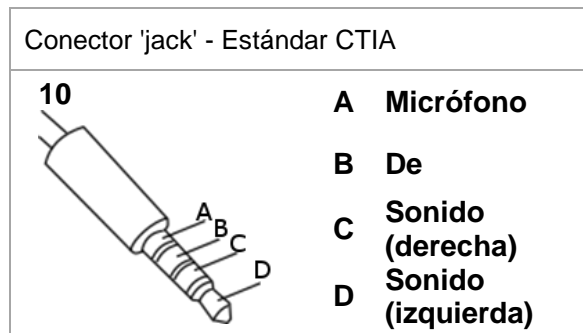 Conector 'jack' - Estándar CTIA
10
A
B
C
D
A Micrófono
B De
C Sonido
(derecha)
D Sonido
(izquierda)